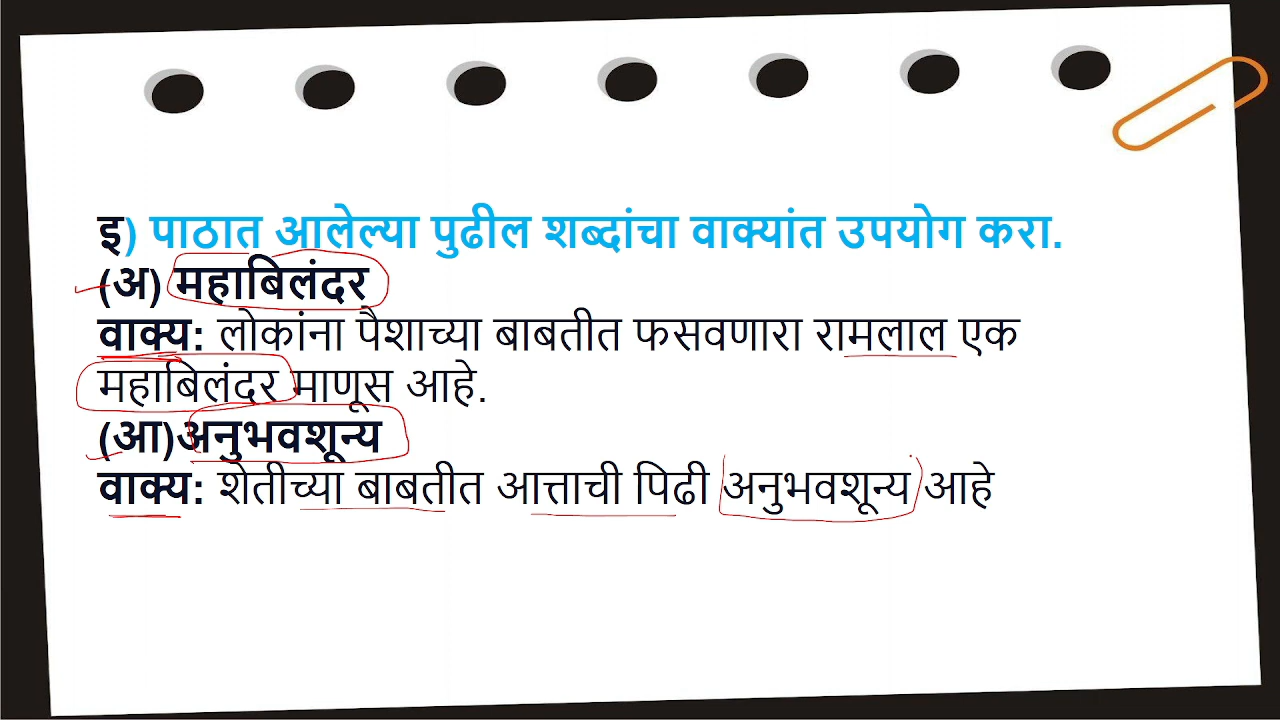 इ) पाठात आलेल्या पुढील शब्दांचा वाक्यांत उपयोग करा.
(अ) महाबिलंदर
वाक्य: लोकांना पैशाच्या बाबतीत फसवणारा रामलाल एक
महाबिलंदर माणूस आहे.
(आ)अनुभवशून्य
वाक्य: शेतीच्या बाबतीत आत्ताची पिढी अनुभवशून्य आहे